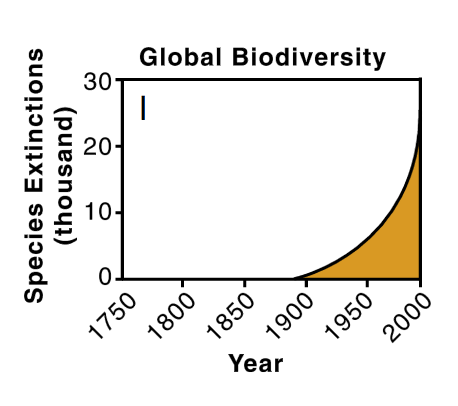 Global Biodiversity
Species Extinctions
(thousand)
30
20
10
0
I
1750
1800
1850
1900
1950
2000
Year